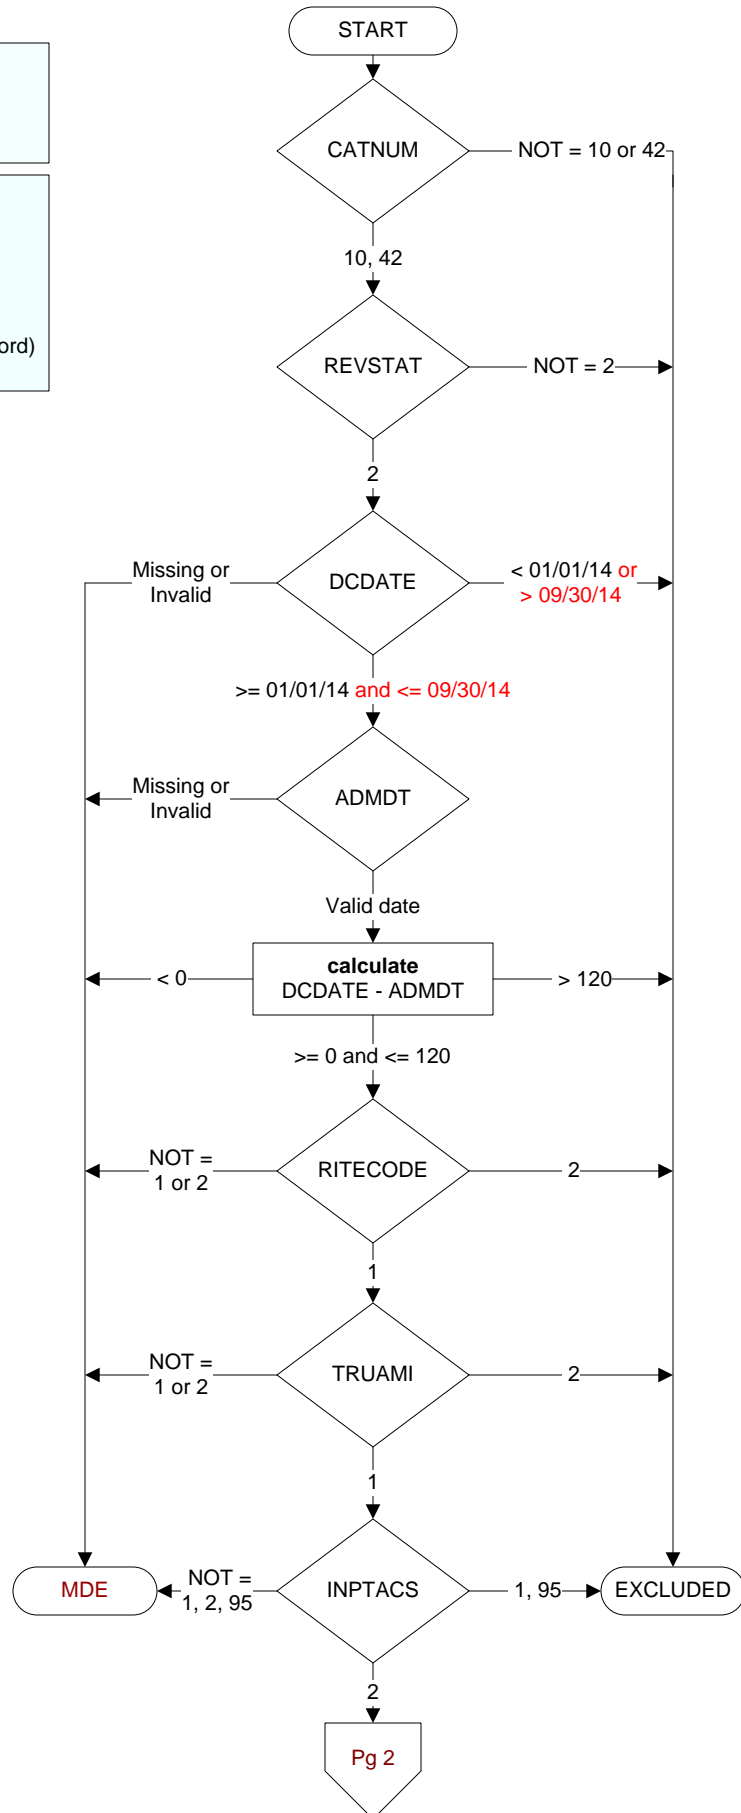 START
CATNUM
NOT = 10 or 42
10, 42
ord)
REVSTAT
NOT = 2
2
Missing or
Invalid
DCDATE
< 01/01/14 or
> 09/30/14
>= 01/01/14 and <= 09/30/14
Missing or
Invalid
ADMDT
Valid date
< 0
calculate
DCDATE - ADMDT
> 120
>= 0 and <= 120
NOT =
1 or 2
RITECODE
2
1
NOT =
1 or 2
TRUAMI
2
1
MDE
NOT =
1, 2, 95
INPTACS
1, 95
EXCLUDED
2
Pg 2